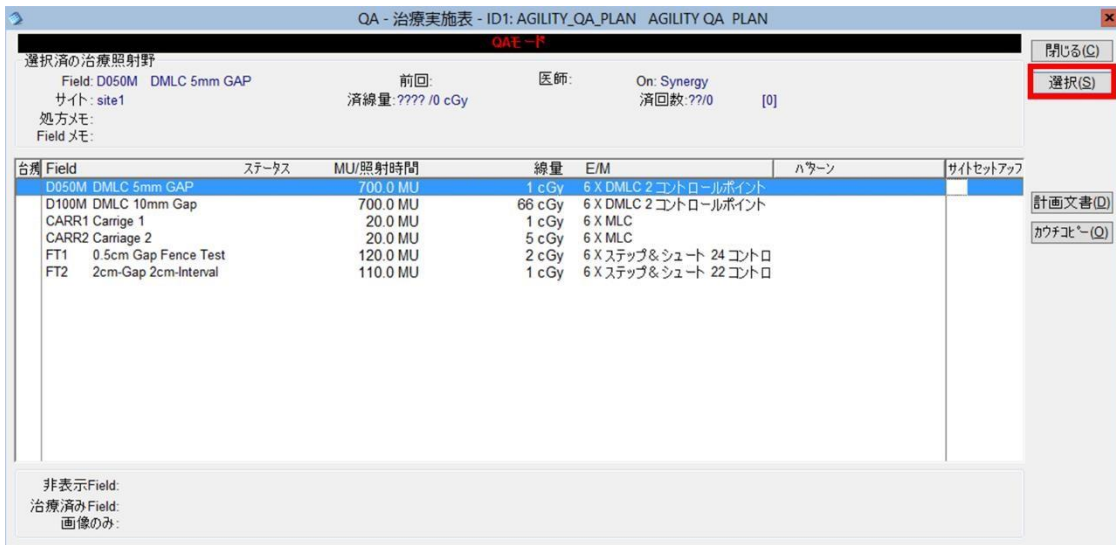 QA - 治療実施表 - ID1: AGILITY_QA_PLAN AGILITY QA PLAN
QAモード
閉じる(C)
選択済の治療照射野
選択(S)
Field: D050M DMLC 5mm GAP 前回: 医師: On: Synergy
サイト: site1 済線量:???? /0 cGy 済回数:??/0 [0]
処方メモ:
Field メモ:
Field ステータス MU/照射時間 線量 E/M パターン サイトセットアップ
D050M DMLC 5mm GAP 700.0 MU 1 cGy 6 X DMLC 2 コントロールポイント
D100M DMLC 10mm Gap 700.0 MU 66 cGy 6 X DMLC 2 コントロールポイント
計画文書(D)
CARR1 Carrige 1 20.0 MU 1 cGy 6 X MLC
CARR2 Carriage 2 20.0 MU 5 cGy 6 X MLC
カウチコピー(O)
FT1 0.5cm Gap Fence Test 120.0 MU 2 cGy 6 X ステップ&シュート 24 コントロ
FT2 2cm-Gap 2cm-Interval 110.0 MU 1 cGy 6 X ステップ&シュート 22 コントロ
非表示Field:
治療済みField:
画像のみ: